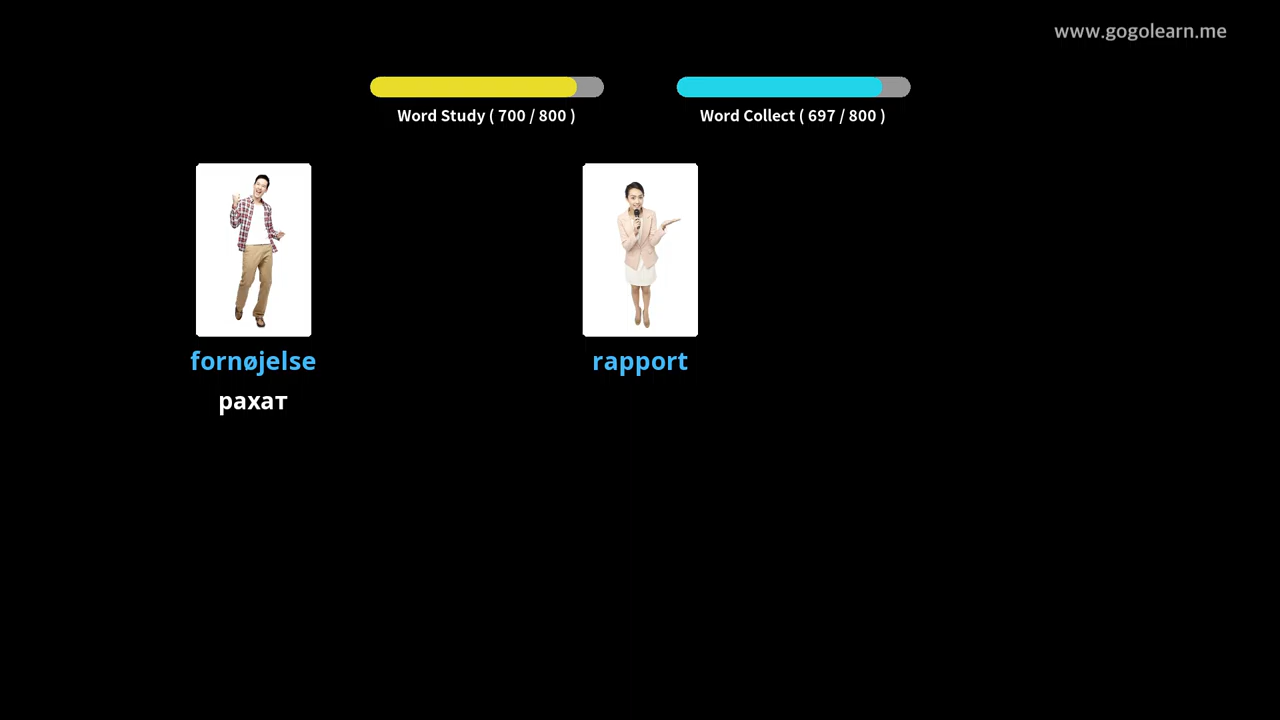 www.gogolearn.me
Word Study ( 700 / 800 )
Word Collect ( 697 / 800 )
fornøjelse
рахат
rapport